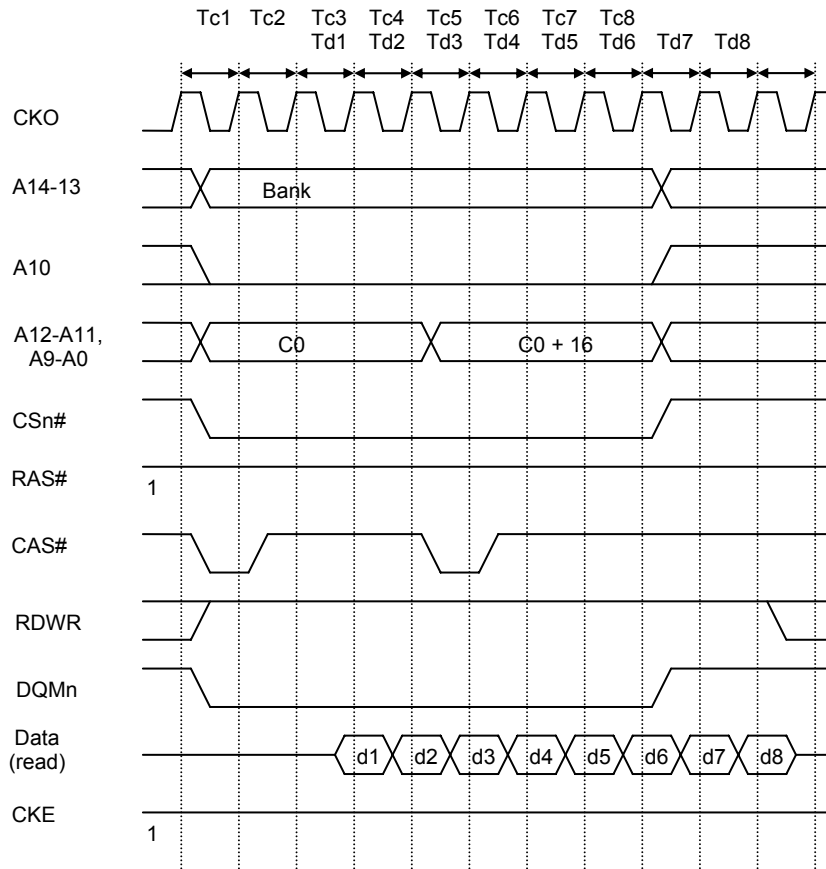 Tc1 Tc2 Tc3 Tc4 Tc5 Tc6 Tc7 Tc8
Td1 Td2 Td3 Td4 Td5 Td6 Td7 Td8
CKO
A14-13 Bank
A10
A12-A11,
A9-A0
C0 C0 + 16
CSn#
RAS#
1
CAS#
RDWR
DQMn
Data
(read)
d1 d2 d3 d4 d5 d6 d7 d8
CKE
1